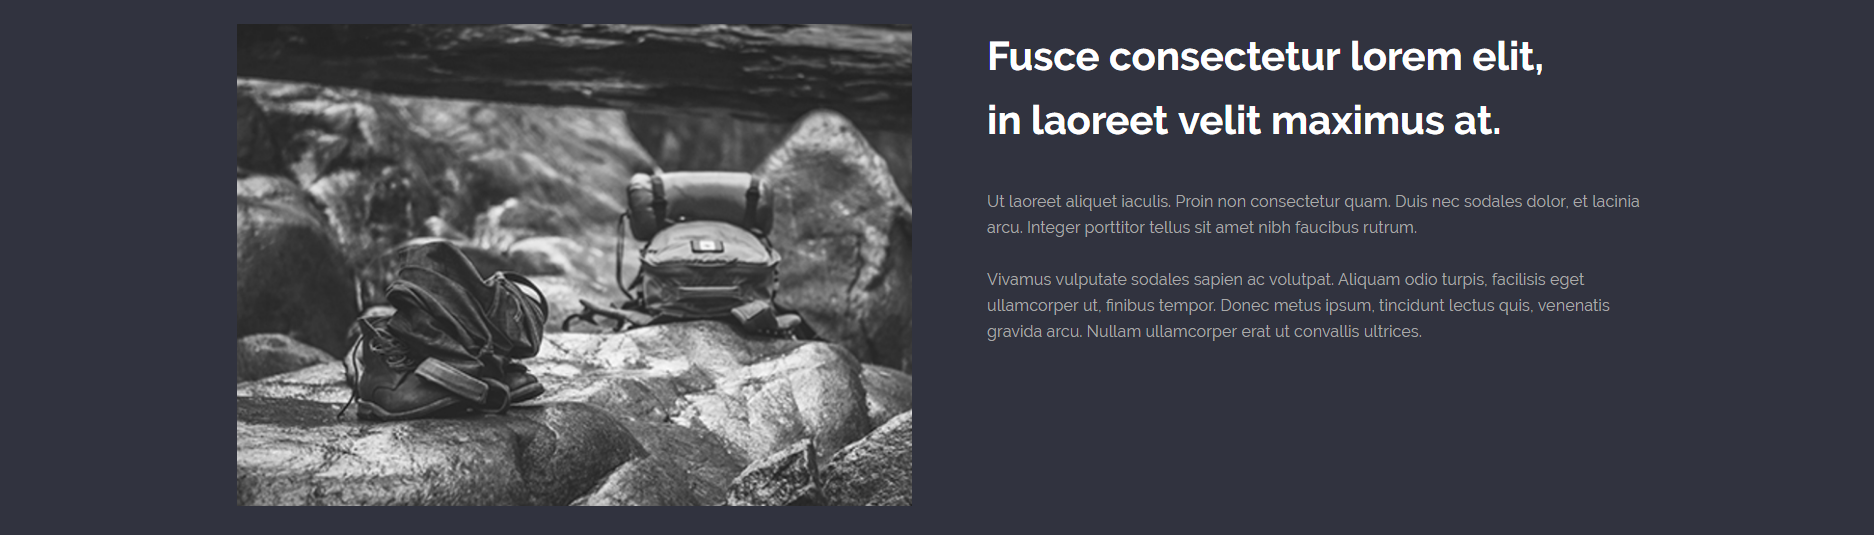 Fusce consectetur lorem elit,
in laoreet velit maximus at.
Ut laoreet aliquet iaculis. Proin non consectetur quam. Duis nec sodales dolor, et lacinia
arcu. Integer porttitor tellus sit amet nibh faucibus rutrum.
Vivamus vulputate sodales sapien ac volutpat. Aliquam odio turpis, facilisis eget
ullamcorper ut, finibus tempor. Donec metus ipsum, tincidunt lectus quis, venenatis
gravida arcu. Nullam ullamcorper erat ut convallis ultrices.